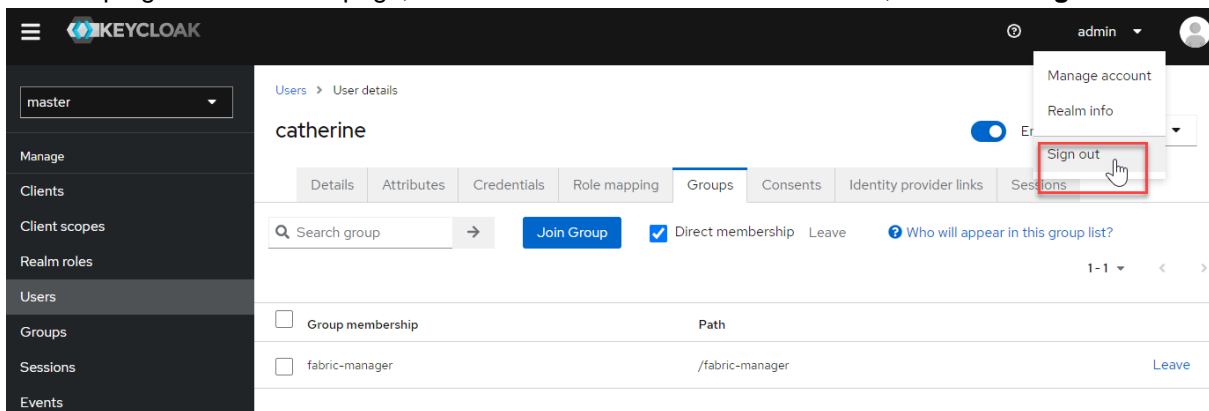 KEYCLOAK
admin
Manage account
Realm info
Sign out
master
Manage
Clients
Client scopes
Realm roles
Users
Groups
Sessions
Events
Users > User details
catherine
Details Attributes Credentials Role mapping Groups Consents Identity provider links Sessions
Search group Join Group Direct membership Leave Who will appear in this group list?
1-1
Group membership Path
fabric-manager /fabric-manager Leave